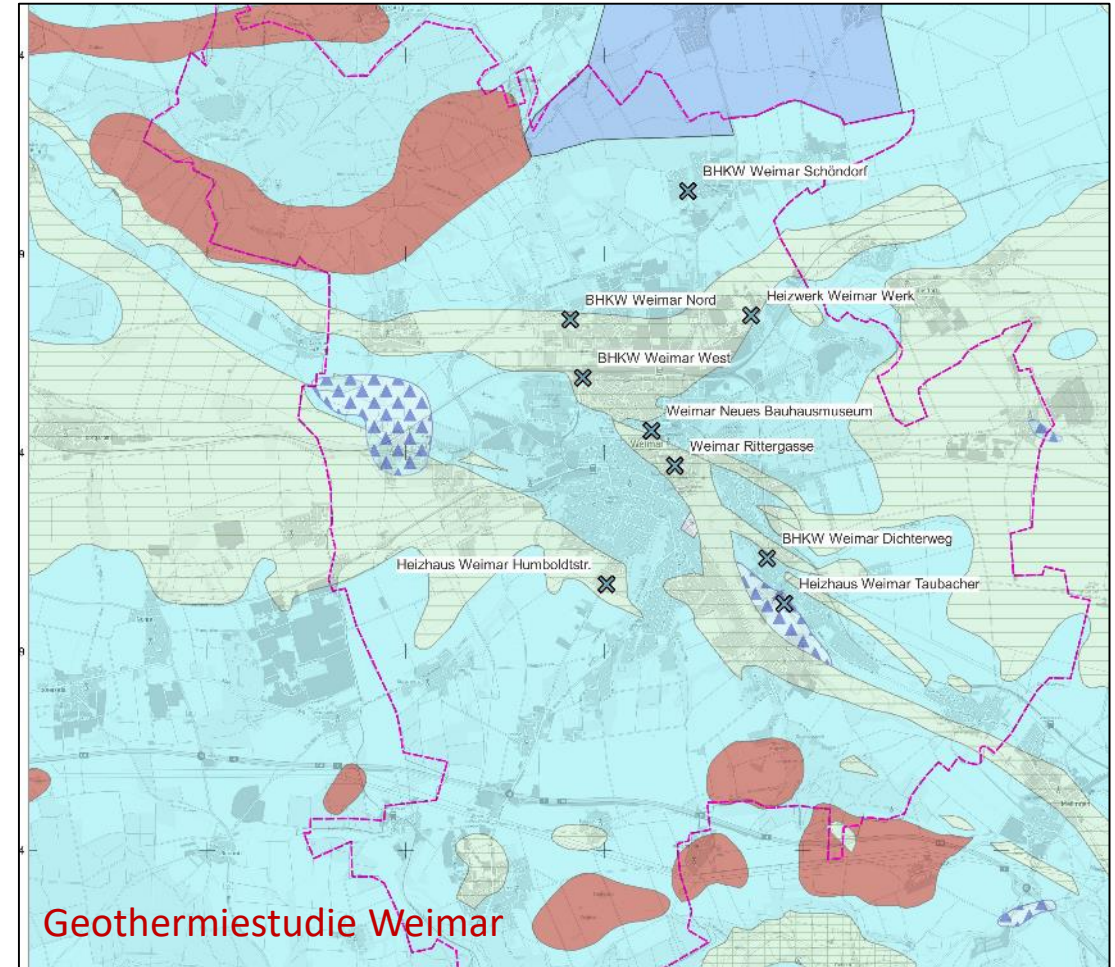 BHKW Weimar Schöndorf
BHKW Weimar Nord
Heizwerk Weimar Werk
BHKW Weimar West
Weimar Neues Bauhausmuseum
Weimar
Weimar Rittergasse
BHKW Weimar Dichterweg
Heizhaus Weimar Humboldtstr.
Heizhaus Weimar Taubacher
Geothermiestudie Weimar